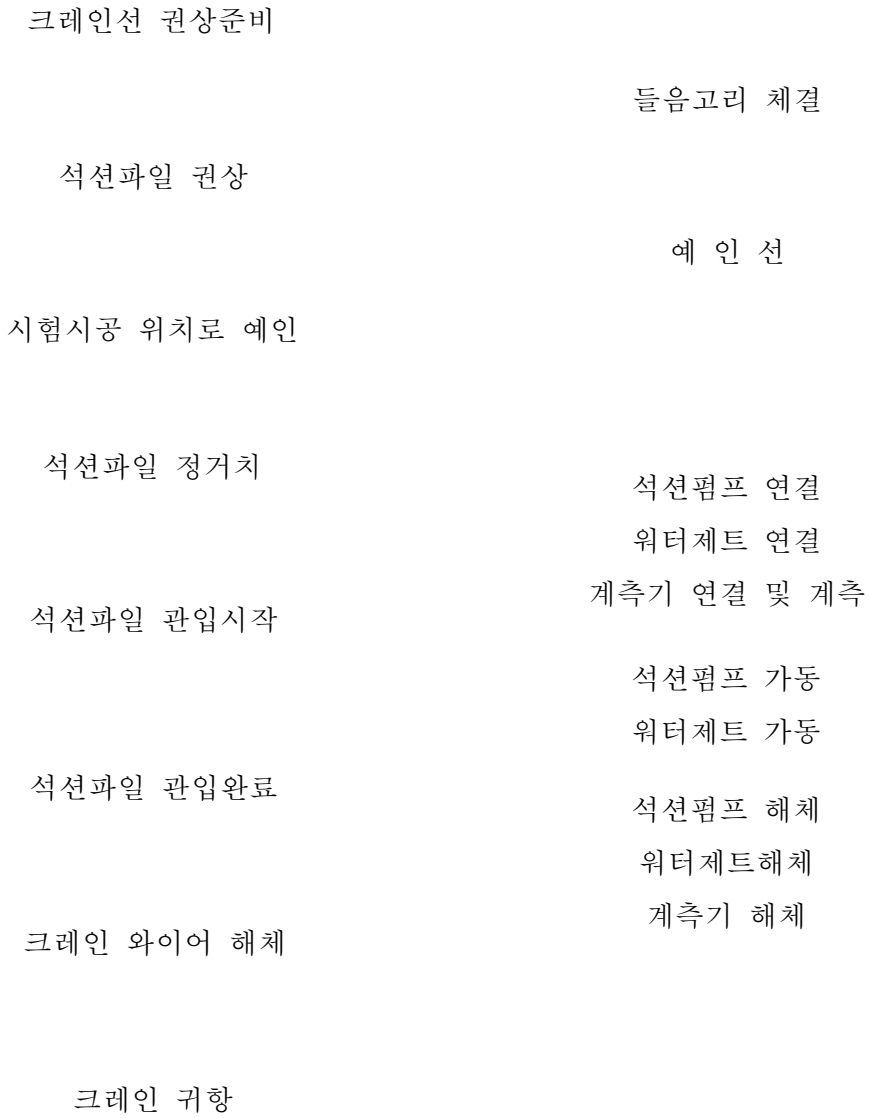 크레인선 권상준비
들음고리 체결
석션파일 권상
예 인 선
시험시공 위치로 예인
석션파일 정거치
석션펌프 연결
워터제트 연결
계측기 연결 및 계측
석션파일 관입시작
석션펌프 가동
워터제트 가동
석션파일 관입완료
석션펌프 해체
워터제트해체
계측기 해체
크레인 와이어 해체
크레인 귀항